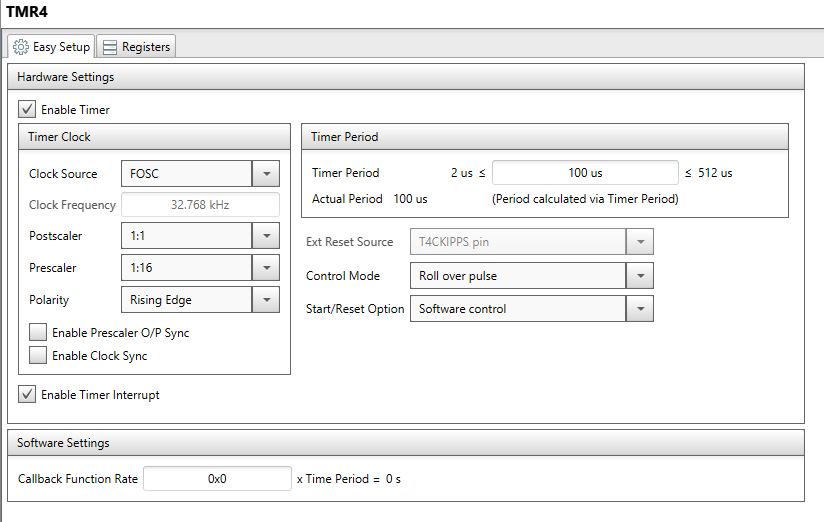 TMR4
Easy Setup Registers
Hardware Settings
Enable Timer
Timer Clock
Clock Source FOSC
Clock Frequency 32.768 kHz
Postscaler 1:1
Prescaler 1:16
Polarity Rising Edge
Enable Prescaler O/P Sync
Enable Clock Sync
Timer Period
Timer Period 2 us ≤ 100 us ≤ 512 us
Actual Period 100 us (Period calculated via Timer Period)
Ext Reset Source T4CKIPPS pin
Control Mode Roll over pulse
Start/Reset Option Software control
Enable Timer Interrupt
Software Settings
Callback Function Rate 0x0 x Time Period = 0 s